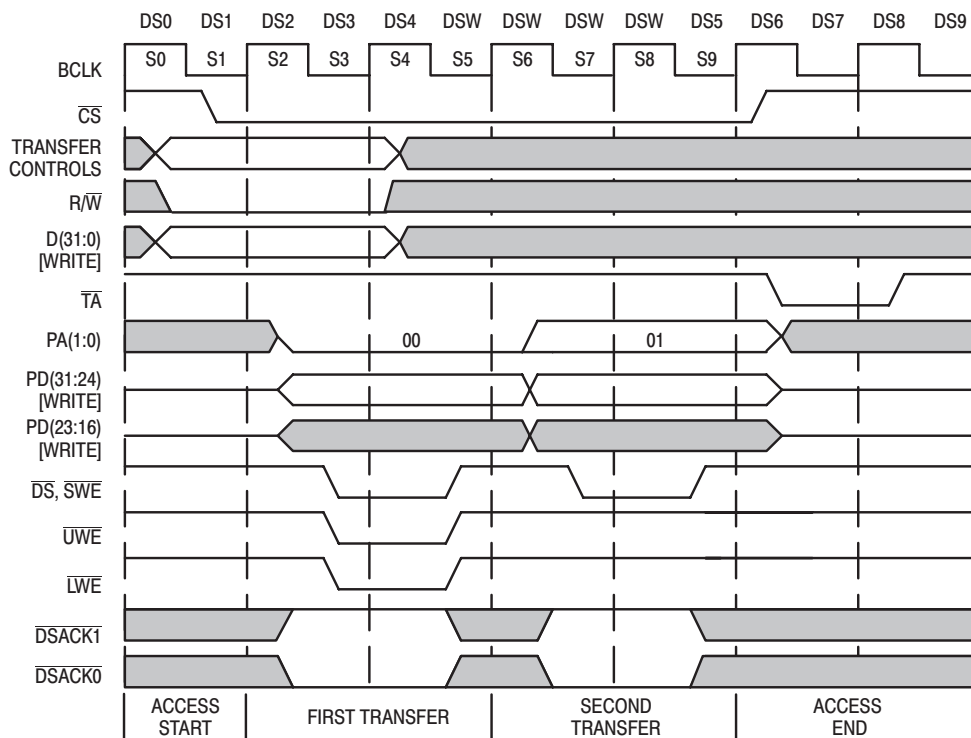 DS0 DS1 DS2 DS3 DS4 DSW DSW DSW DSW DS5 DS6 DS7 DS8 DS9
BCLK S0 S1 S2 S3 S4 S5 S6 S7 S8 S9
CS
TRANSFER
CONTROLS
R/W
D(31:0)
[WRITE]
TA
PA(1:0) 00 01
PD(31:24)
[WRITE]
PD(23:16)
[WRITE]
DS, SWE
UWE
LWE
DSACK1
DSACK0
ACCESS
START
FIRST TRANSFER
SECOND
TRANSFER
ACCESS
END